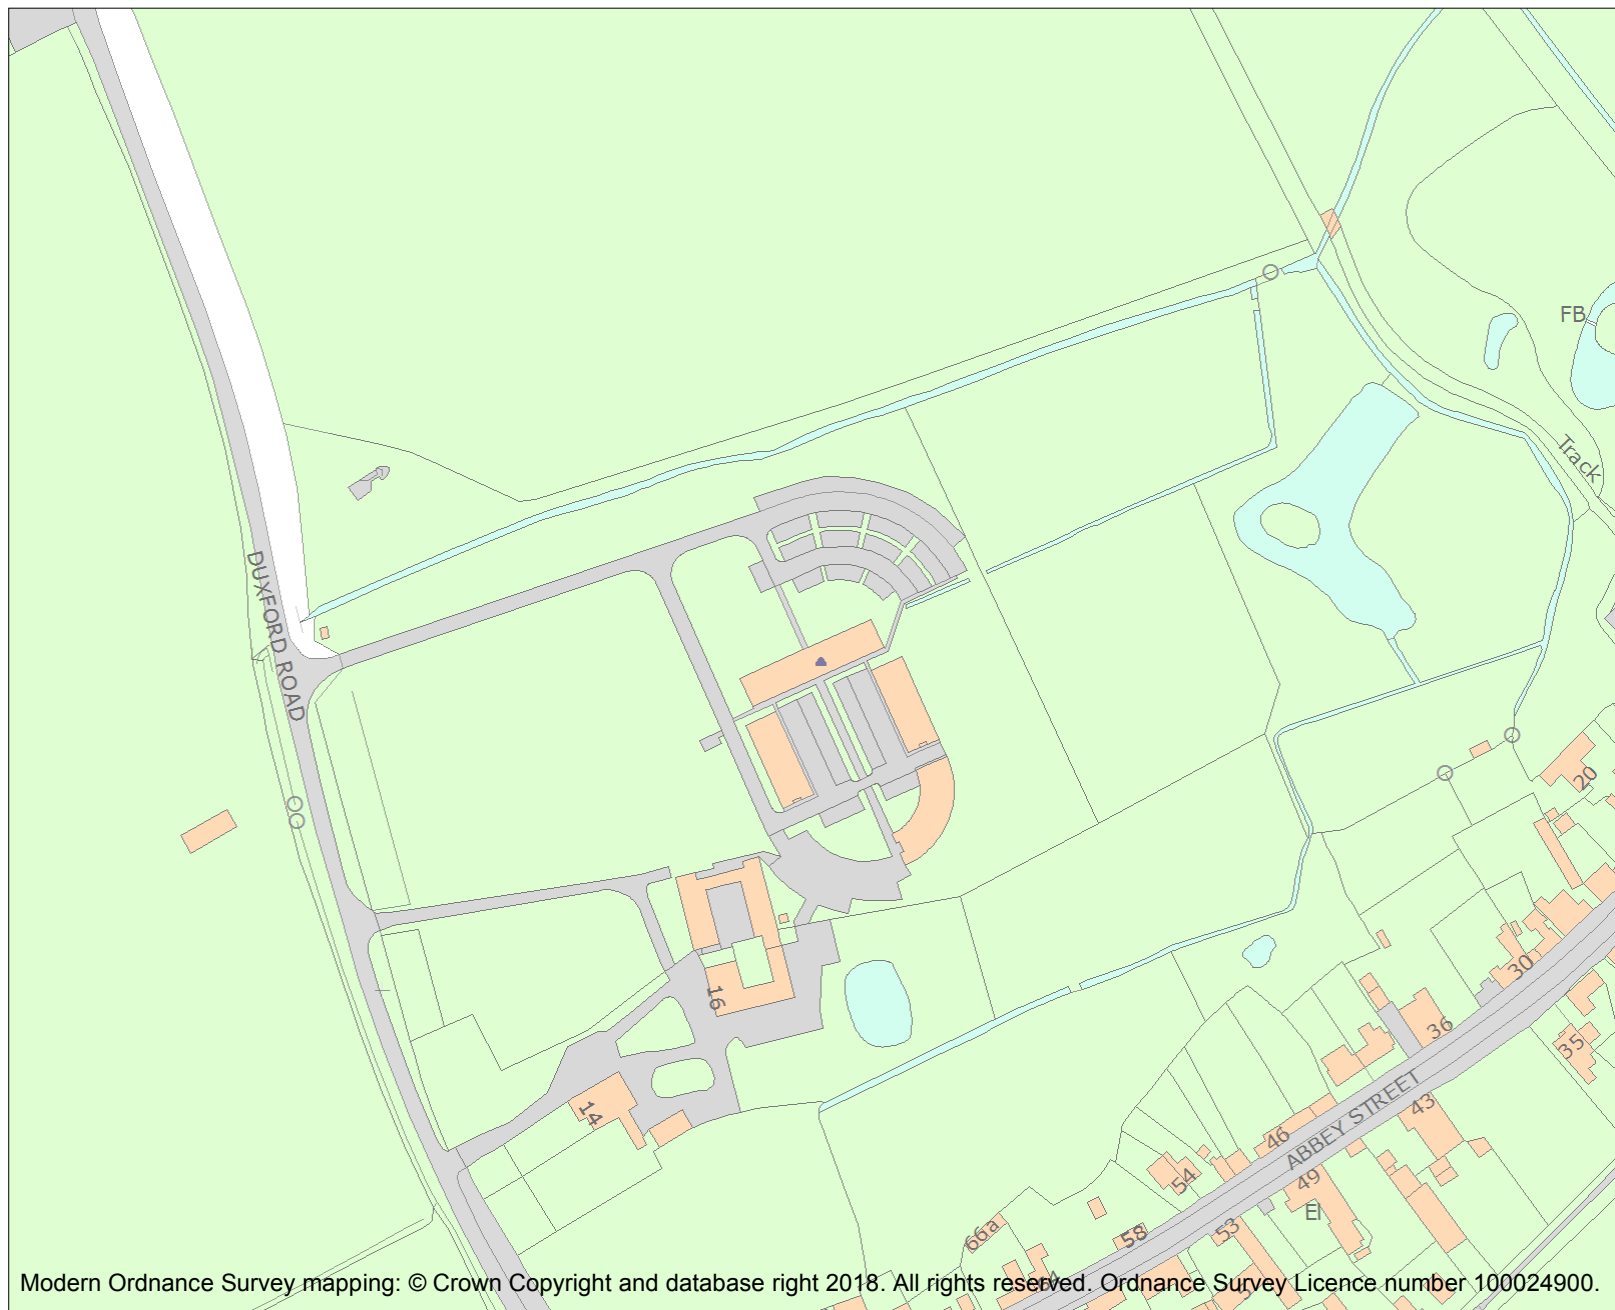 FB
Track
DUXFORD ROAD
20
30
16
36
35
14
43
ABBEY STREET
46
54
49
El
66a
58
53
64
Modern Ordnance Survey mapping: © Crown Copyright and database right 2018. All rights reserved. Ordnance Survey Licence number 100024900.